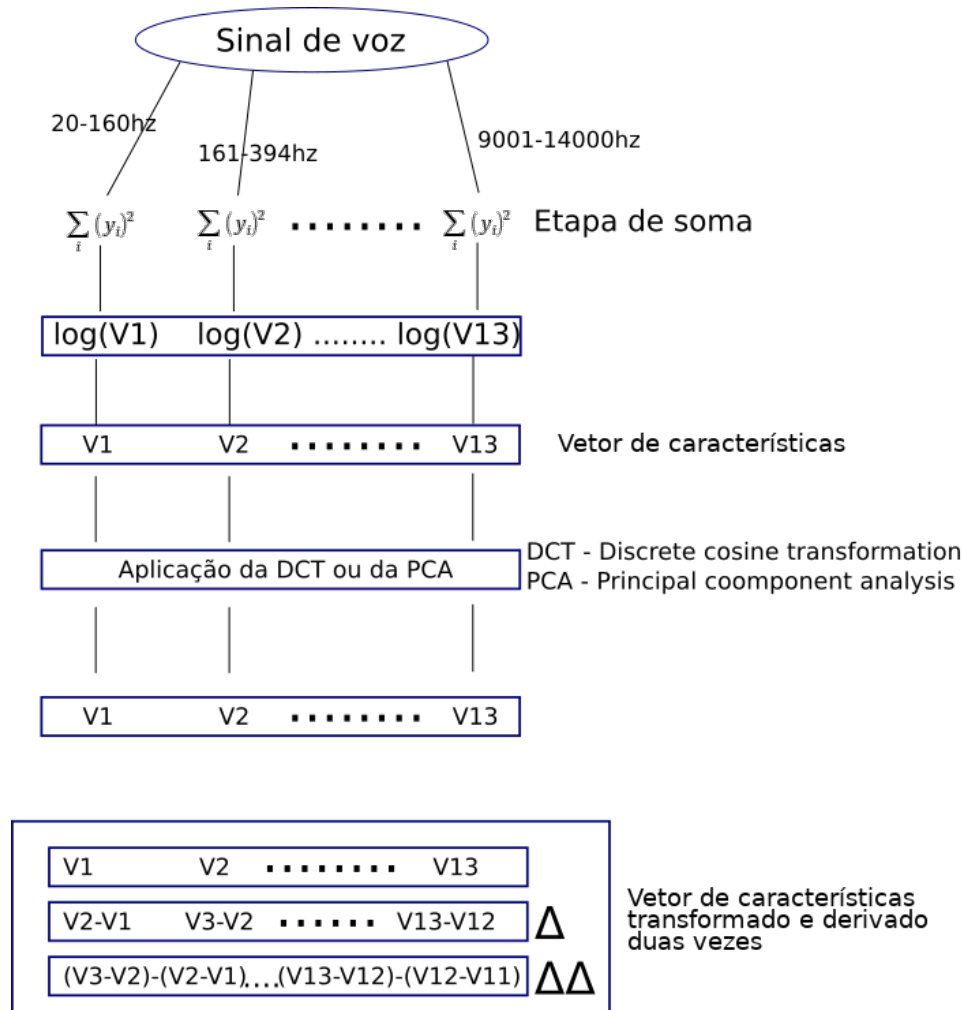 Sinal de voz
20-160hz
161-394hz
9001-14000hz
∑i (yi)² ∑i (yi)² ........ ∑i (yi)² Etapa de soma
log(V1) log(V2) ........ log(V13)
V1 V2 ........ V13 Vetor de característícas
Aplicação da DCT ou da PCA
DCT - Discrete cosine transformation
PCA - Principal coomponent analysis
V1 V2 ........ V13
V1 V2 ........ V13
V2-V1 V3-V2 ...... V13-V12 Δ
(V3-V2)-(V2-V1)....(V13-V12)-(V12-V11) ΔΔ
Vetor de característícas
transformado e derivado
duas vezes